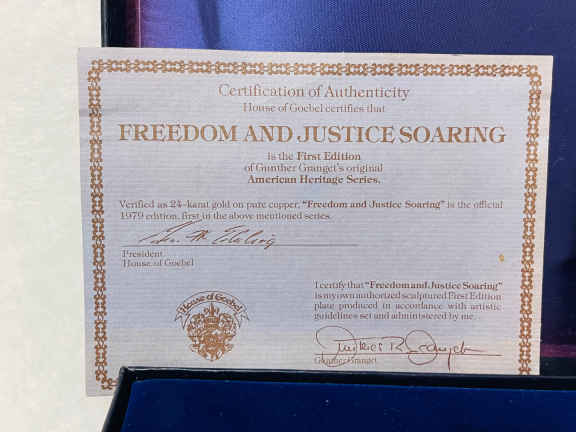 Certification of Authenticity
House of Goebel certifies that
FREEDOM AND JUSTICE SOARING
is the First Edition
of Gunther Granget's original
American Heritage Series.
Verified as 24-karat gold on pure copper, "Freedom and Justice Soaring" is the official
1979 edition, first in the above mentioned series.
President
House of Goebel
I certify that "Freedom and Justice Soaring"
is my own authorized sculptured First Edition
plate produced in accordance with artistic
guidelines set and administered by me.
House of Goebel
Gunther Granget